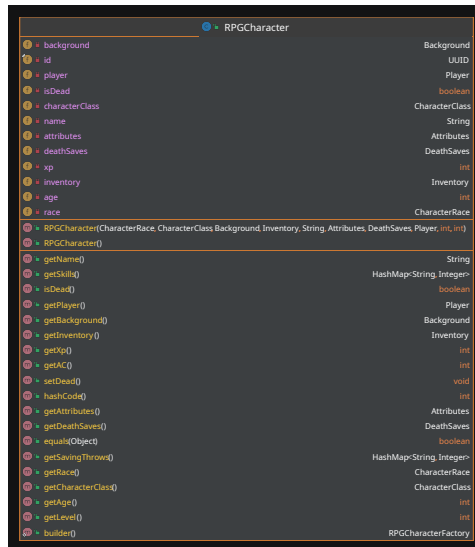 RPGCharacter
background Background
id UUID
player Player
isDead boolean
characterClass CharacterClass
name String
attributes Attributes
deathSaves DeathSaves
xp int
inventory Inventory
age int
race CharacterRace
RPGCharacter(CharacterRace, CharacterClass Background, Inventory, String, Attributes, DeathSaves, Player, int, int)
RPGCharacter()
getName() String
getSkills() HashMap<String, Integer>
isDead() boolean
getPlayer() Player
getBackground() Background
getInventory() Inventory
getXp() int
getAC() int
setDead() void
hashCode() int
getAttributes() Attributes
getDeathSaves() DeathSaves
equals(Object) boolean
getSavingThrows() HashMap<String, Integer>
getRace() CharacterRace
getCharacterClass() CharacterClass
getAge() int
getLevel() int
builder() RPGCharacterFactory